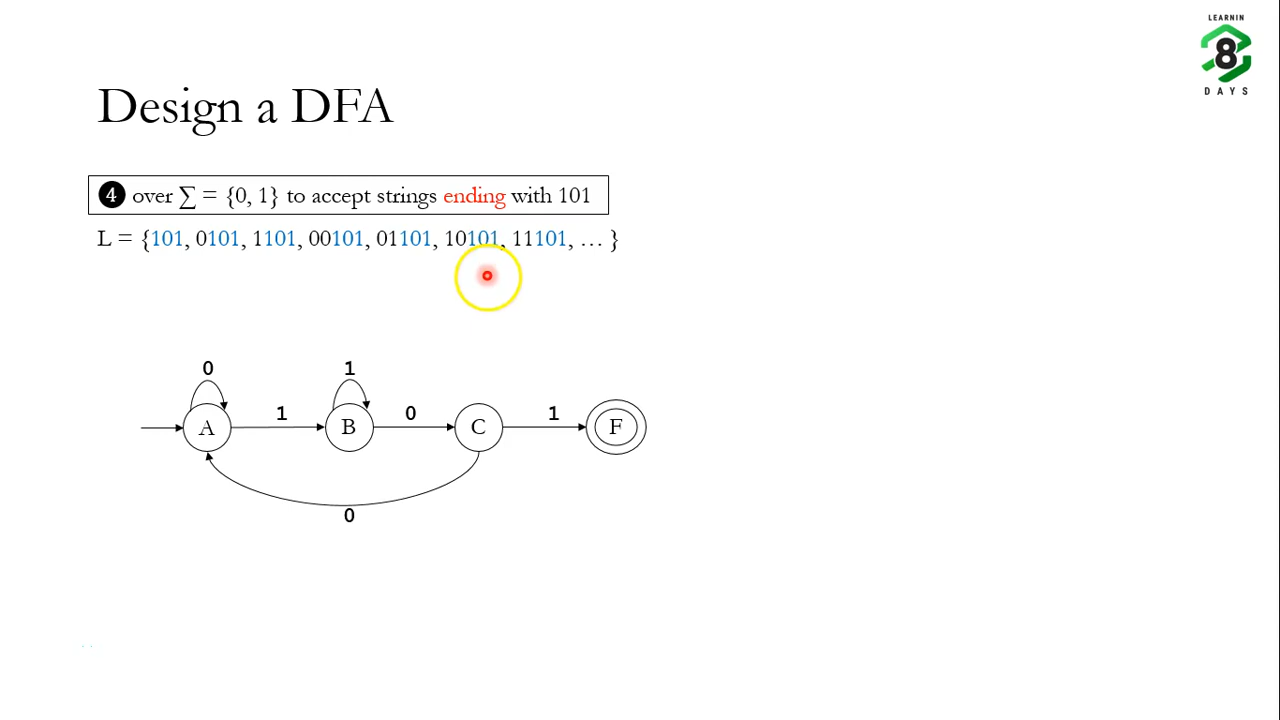 LEARNIN
8
DAYS
Design a DFA
4 over ∑ = {0, 1} to accept strings ending with 101
L = {101, 0101, 1101, 00101, 01101, 10101, 11101, … }
0
1
1
0
1
A
B
C
F
0